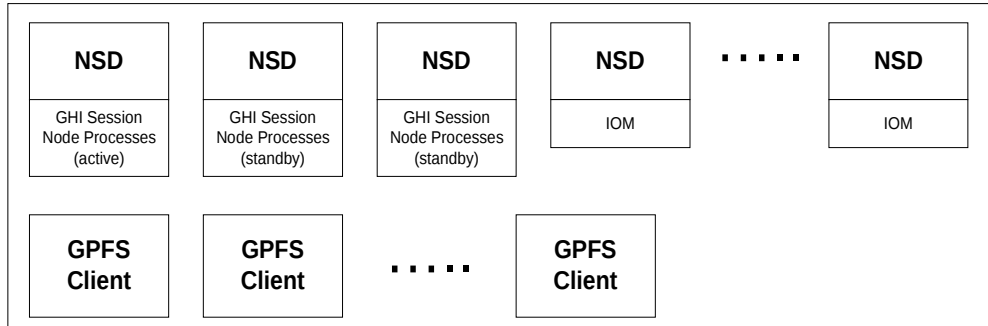 NSD
GHI Session
Node Processes
(active)
NSD
GHI Session
Node Processes
(standby)
NSD
GHI Session
Node Processes
(standby)
NSD
IOM
NSD
IOM
GPFS
Client
GPFS
Client
GPFS
Client